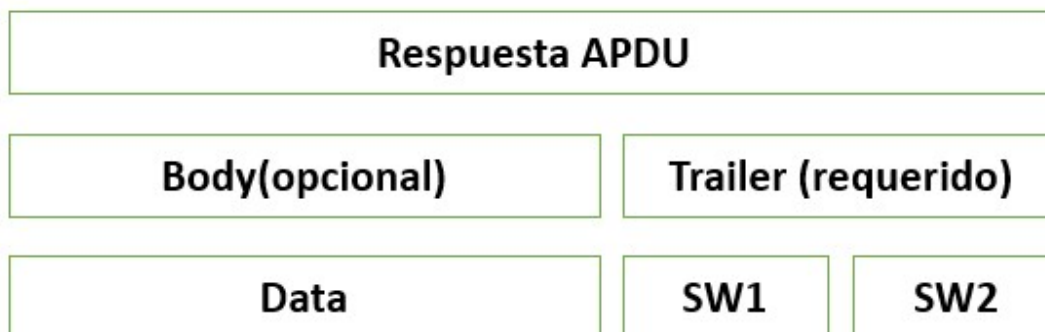 Respuesta APDU
Body(opcional) Trailer (requerido)
Data SW1 SW2